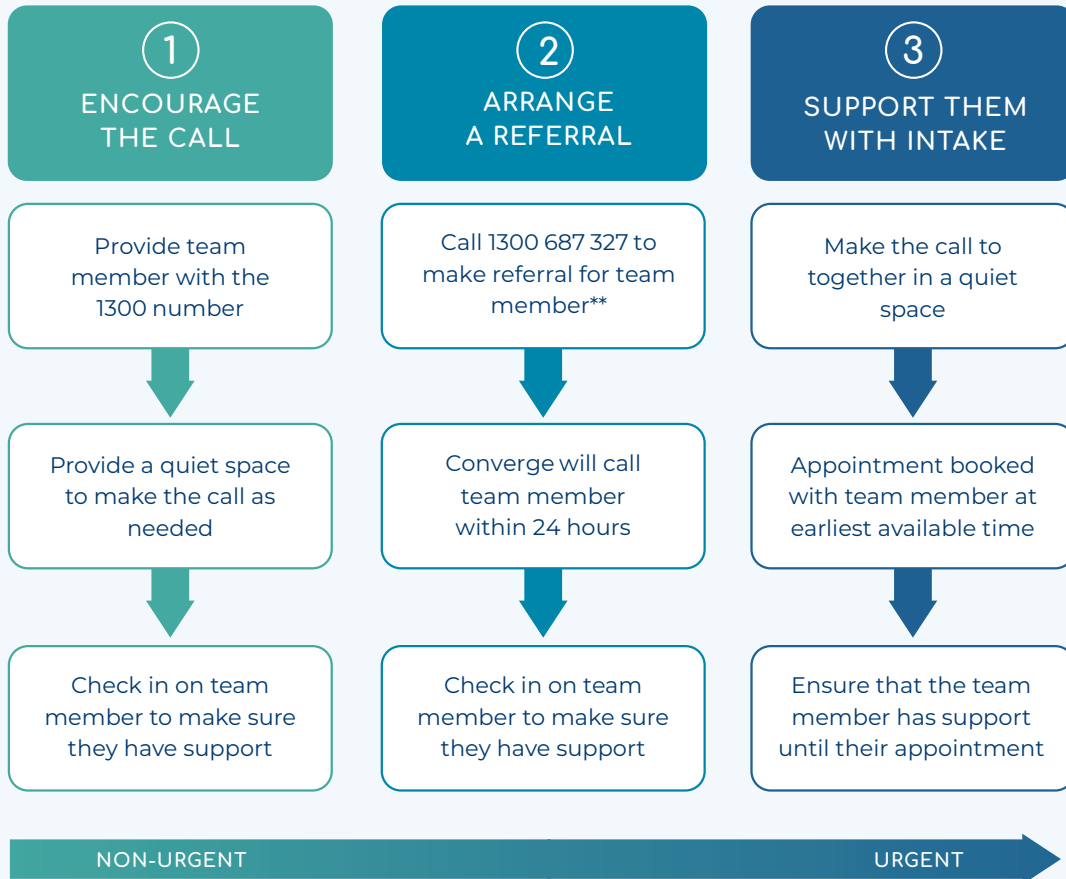 1
ENCOURAGE
THE CALL
Provide team
member with the
1300 number
Provide a quiet space
to make the call as
needed
Check in on team
member to make sure
they have support
2
ARRANGE
A REFERRAL
Call 1300 687 327 to
make referral for team
member**
Converge will call
team member
within 24 hours
Check in on team
member to make sure
they have support
3
SUPPORT THEM
WITH INTAKE
Make the call to
together in a quiet
space
Appointment booked
with team member at
earliest available time
Ensure that the team
member has support
until their appointment
NON-URGENT
URGENT